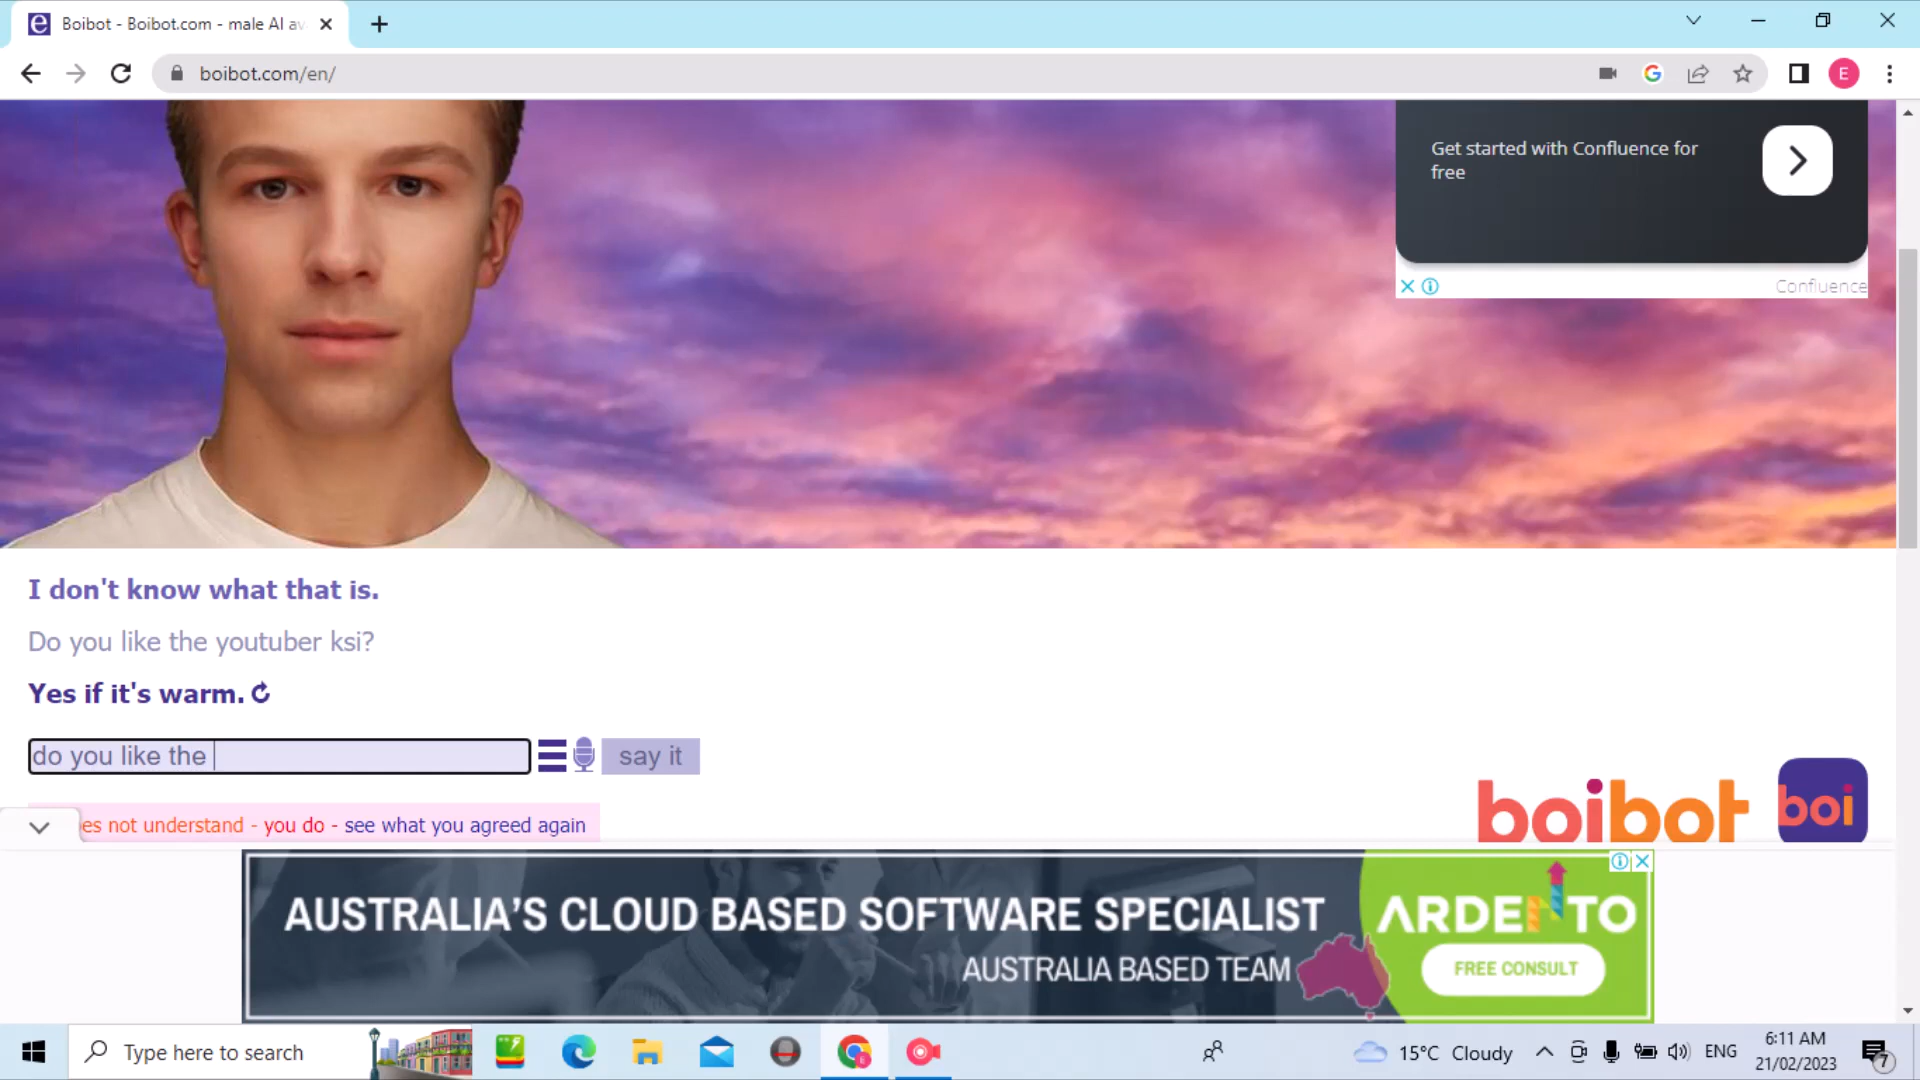 Boibot - Boibot.com - male AI av
boibot.com/en/
E
Get started with Confluence for
free
Confluence
I don't know what that is.
Do you like the youtuber ksi?
Yes if it's warm.
do you like the
say it
es not understand - you do - see what you agreed again
boibot
boi
AUSTRALIA'S CLOUD BASED SOFTWARE SPECIALIST
AUSTRALIA BASED TEAM
ARDENTO
FREE CONSULT
Type here to search
15°C Cloudy
ENG
6:11 AM
21/02/2023
7